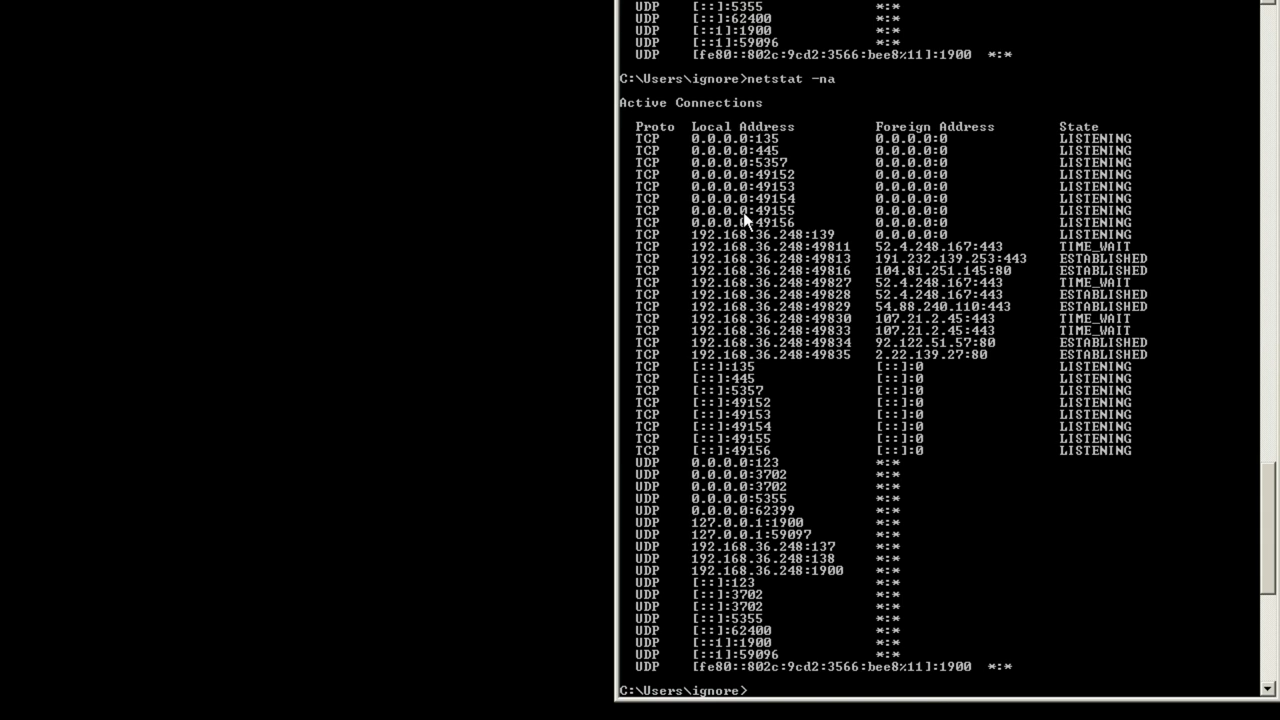 UDP [::]:5355 *:*
UDP [::]:62400 *:*
UDP [::1]:1900 *:*
UDP [::1]:59096 *:*
UDP [fe80::802c:9cd2:3566:bee8%11]:1900 *:*
C:\Users\ignore>netstat -na
Active Connections
Proto Local Address Foreign Address State
TCP 0.0.0.0:135 0.0.0.0:0 LISTENING
TCP 0.0.0.0:445 0.0.0.0:0 LISTENING
TCP 0.0.0.0:5357 0.0.0.0:0 LISTENING
TCP 0.0.0.0:49152 0.0.0.0:0 LISTENING
TCP 0.0.0.0:49153 0.0.0.0:0 LISTENING
TCP 0.0.0.0:49154 0.0.0.0:0 LISTENING
TCP 0.0.0.0:49155 0.0.0.0:0 LISTENING
TCP 0.0.0.0:49156 0.0.0.0:0 LISTENING
TCP 192.168.36.248:139 0.0.0.0:0 LISTENING
TCP 192.168.36.248:49811 52.4.248.167:443 TIME_WAIT
TCP 192.168.36.248:49813 191.232.139.253:443 ESTABLISHED
TCP 192.168.36.248:49816 104.81.251.145:80 ESTABLISHED
TCP 192.168.36.248:49827 52.4.248.167:443 TIME_WAIT
TCP 192.168.36.248:49828 52.4.248.167:443 ESTABLISHED
TCP 192.168.36.248:49829 54.88.240.110:443 ESTABLISHED
TCP 192.168.36.248:49830 107.21.2.45:443 TIME_WAIT
TCP 192.168.36.248:49833 107.21.2.45:443 TIME_WAIT
TCP 192.168.36.248:49834 92.122.51.57:80 ESTABLISHED
TCP 192.168.36.248:49835 2.22.139.27:80 ESTABLISHED
TCP [::]:135 [::]:0 LISTENING
TCP [::]:445 [::]:0 LISTENING
TCP [::]:5357 [::]:0 LISTENING
TCP [::]:49152 [::]:0 LISTENING
TCP [::]:49153 [::]:0 LISTENING
TCP [::]:49154 [::]:0 LISTENING
TCP [::]:49155 [::]:0 LISTENING
TCP [::]:49156 [::]:0 LISTENING
UDP 0.0.0.0:123 *:*
UDP 0.0.0.0:3702 *:*
UDP 0.0.0.0:3702 *:*
UDP 0.0.0.0:5355 *:*
UDP 0.0.0.0:62399 *:*
UDP 127.0.0.1:1900 *:*
UDP 127.0.0.1:59097 *:*
UDP 192.168.36.248:137 *:*
UDP 192.168.36.248:138 *:*
UDP 192.168.36.248:1900 *:*
UDP [::]:123 *:*
UDP [::]:3702 *:*
UDP [::]:3702 *:*
UDP [::]:5355 *:*
UDP [::]:62400 *:*
UDP [::1]:1900 *:*
UDP [::1]:59096 *:*
UDP [fe80::802c:9cd2:3566:bee8%11]:1900 *:*
C:\Users\ignore>